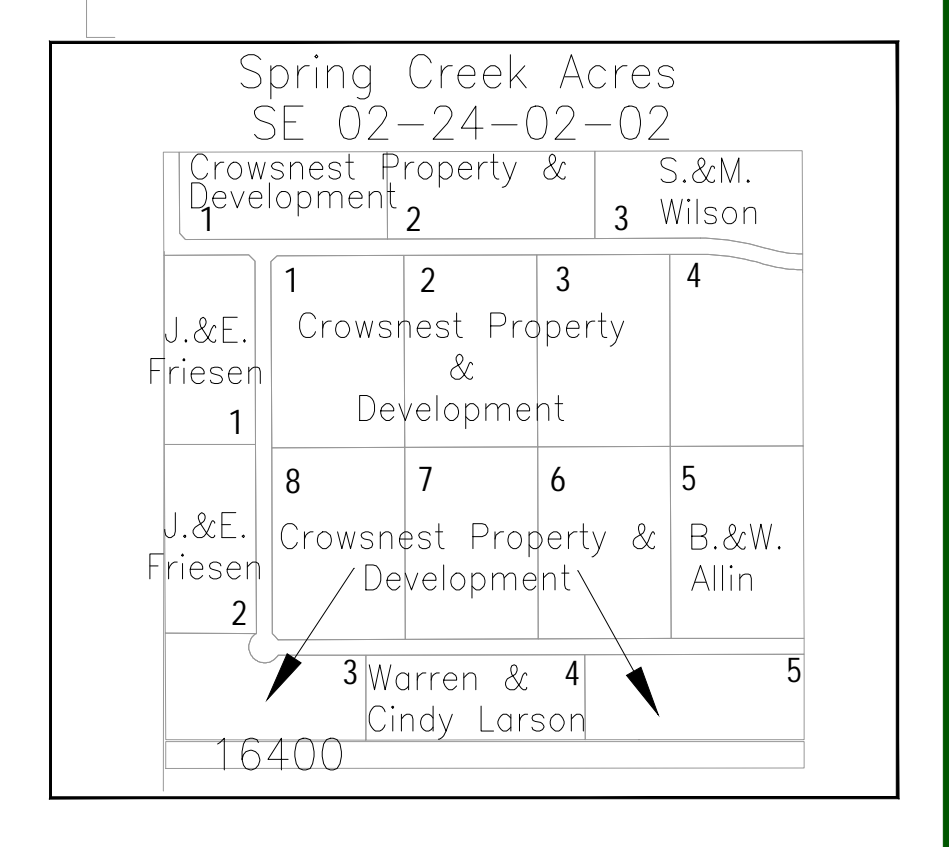 Spring Creek Acres
SE 02-24-02-02
Crowsnest Property &
Development
S.&M.
Wilson
1
2
3
1
2
3
4
J.&E.
Friesen
1
Crowsnest Property
&
Development
8
7
6
5
J.&E.
Friesen
2
Crowsnest Property &
Development
B.&W.
Allin
3
Warren &
Cindy Larson
4
5
16400